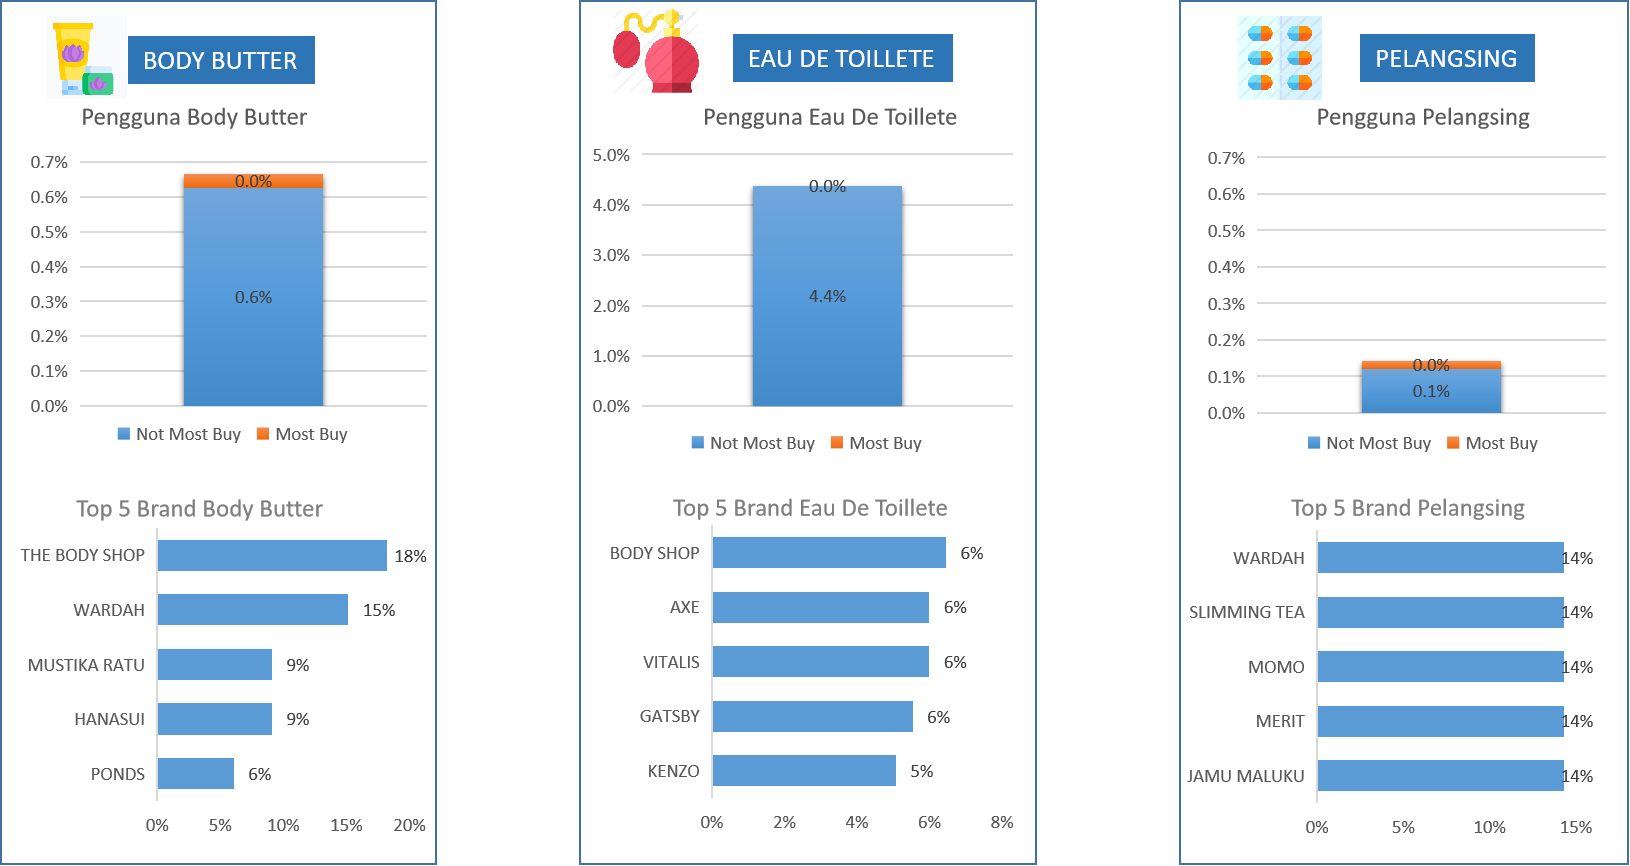 BODY BUTTER
Pengguna Body Butter
0.7%
0.6%
0.5%
0.4%
0.3%
0.2%
0.1%
0.0%
0.0%
0.6%
Not Most Buy Most Buy
Top 5 Brand Body Butter
THE BODY SHOP 18%
WARDAH 15%
MUSTIKA RATU 9%
HANASUI 9%
PONDS 6%
0% 5% 10% 15% 20%
EAU DE TOILLETE
Pengguna Eau De Toillete
5.0%
4.0%
3.0%
2.0%
1.0%
0.0%
0.0%
4.4%
Not Most Buy Most Buy
Top 5 Brand Eau De Toillete
BODY SHOP 6%
AXE 6%
VITALIS 6%
GATSBY 6%
KENZO 5%
0% 2% 4% 6% 8%
PELANGSING
Pengguna Pelangsing
0.7%
0.6%
0.5%
0.4%
0.3%
0.2%
0.1%
0.0%
0.0%
0.1%
Not Most Buy Most Buy
Top 5 Brand Pelangsing
WARDAH 14%
SLIMMING TEA 14%
MOMO 14%
MERIT 14%
JAMU MALUKU 14%
0% 5% 10% 15%